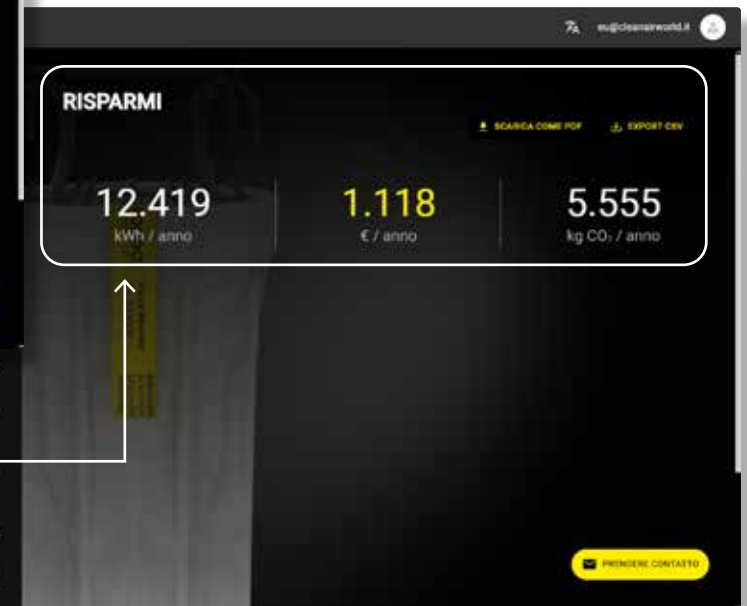 eu@cleanairworld.it
RISPARMI
SCARICA COME PDF
EXPORT CSV
12.419
1.118
5.555
kWh / anno
€ / anno
kg CO₂ / anno
PRENDERE CONTATTO